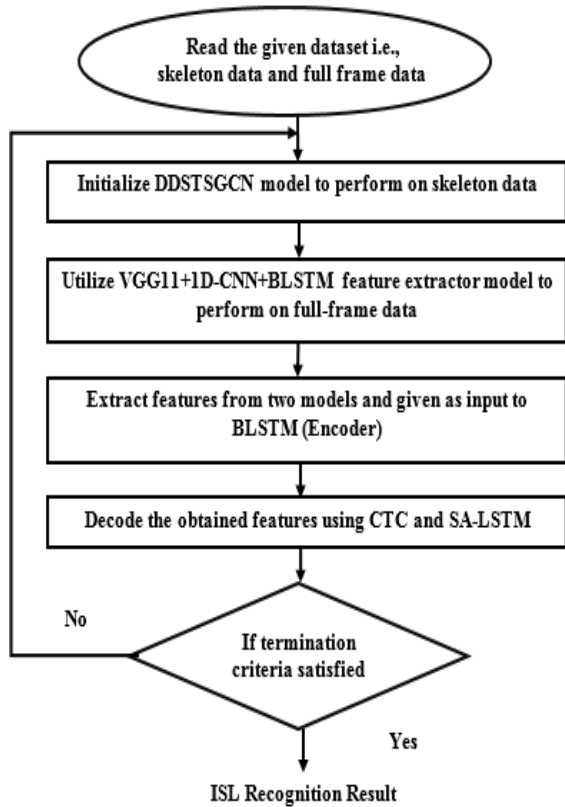 Read the given dataset i.e.,
skeleton data and full frame data
Initialize DDSTSGCN model to perform on skeleton data
Utilize VGG11+1D-CNN+BLSTM feature extractor model to
perform on full-frame data
Extract features from two models and given as input to
BLSTM (Encoder)
Decode the obtained features using CTC and SA-LSTM
No
If termination
criteria satisfied
Yes
ISL Recognition Result